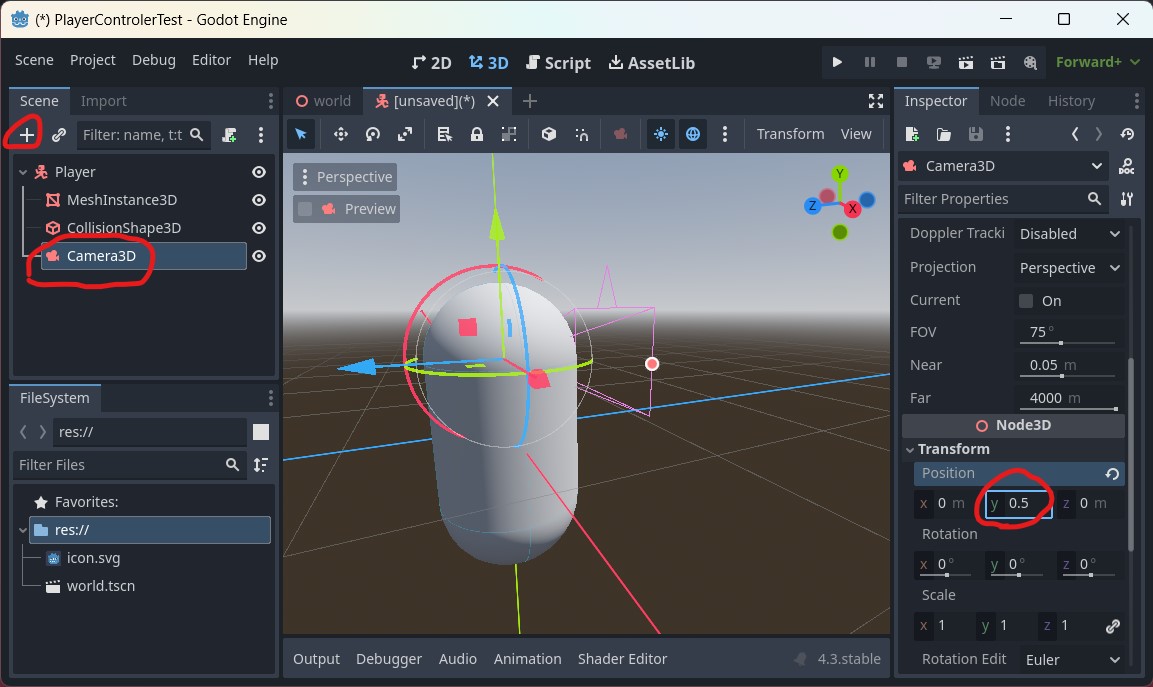 (*) PlayerControlerTest - Godot Engine
Scene Project Debug Editor Help
2D 3D Script AssetLib
Forward+
Scene Import
world [unsaved](*)
Inspector Node History
Filter: name, t:t
Transform View
Player
MeshInstance3D
CollisionShape3D
Camera3D
Perspective
Preview
Y
Z X
Camera3D
DOC
Filter Properties
Doppler Tracki Disabled
Projection Perspective
Current On
FOV 75 °
Near 0.05 m
Far 4000 m
Node3D
Transform
Position
x 0 m y 0.5 z 0 m
Rotation
x 0 ° y 0 ° z 0 °
Scale
x 1 y 1 z 1
Rotation Edit Euler
FileSystem
res://
Filter Files
Favorites:
res://
icon.svg
world.tscn
Output Debugger Audio Animation Shader Editor 4.3.stable